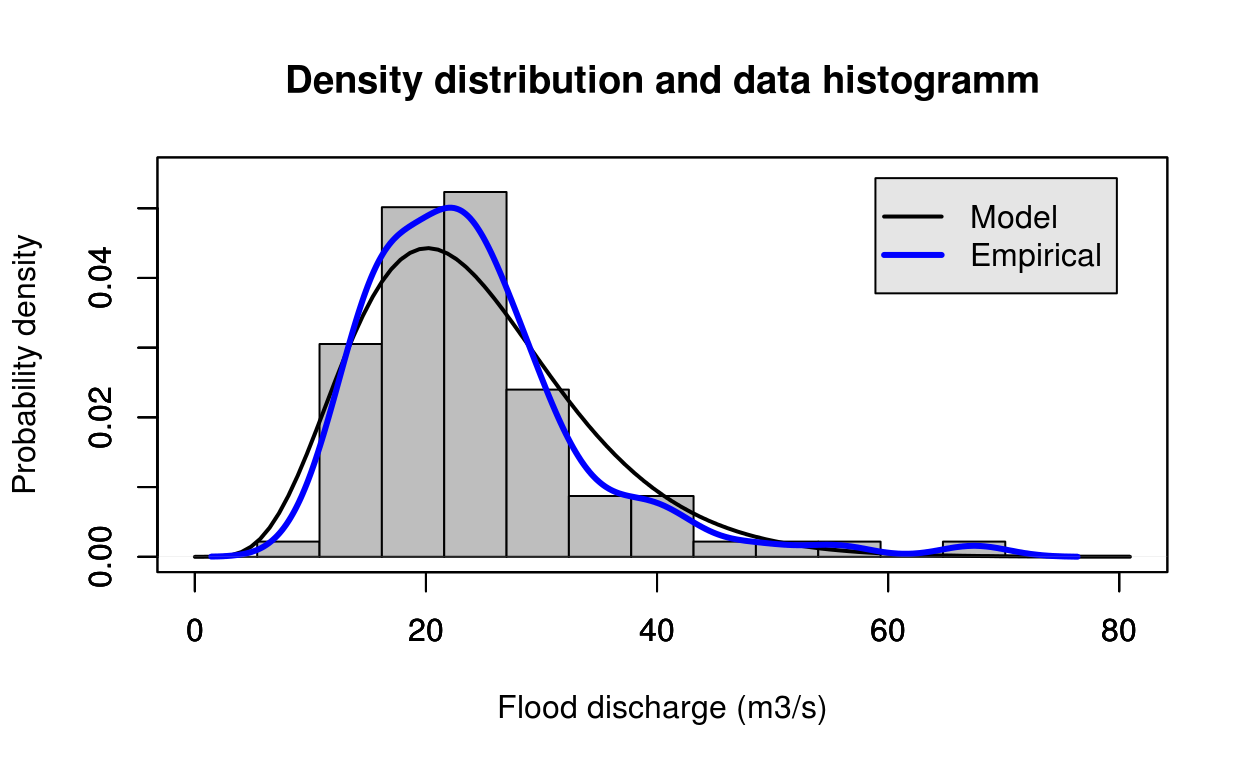 Density distribution and data histogramm
Model
Empirical
Probability density
0.00
0.02
0.04
0 20 40 60 80
Flood discharge (m3/s)